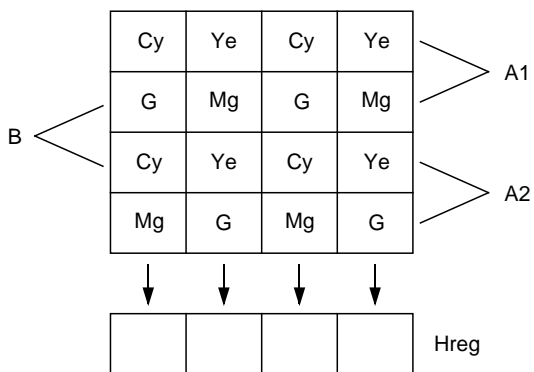 Cy Ye Cy Ye
A1
G Mg G Mg
B
Cy Ye Cy Ye
A2
Mg G Mg G
Hreg